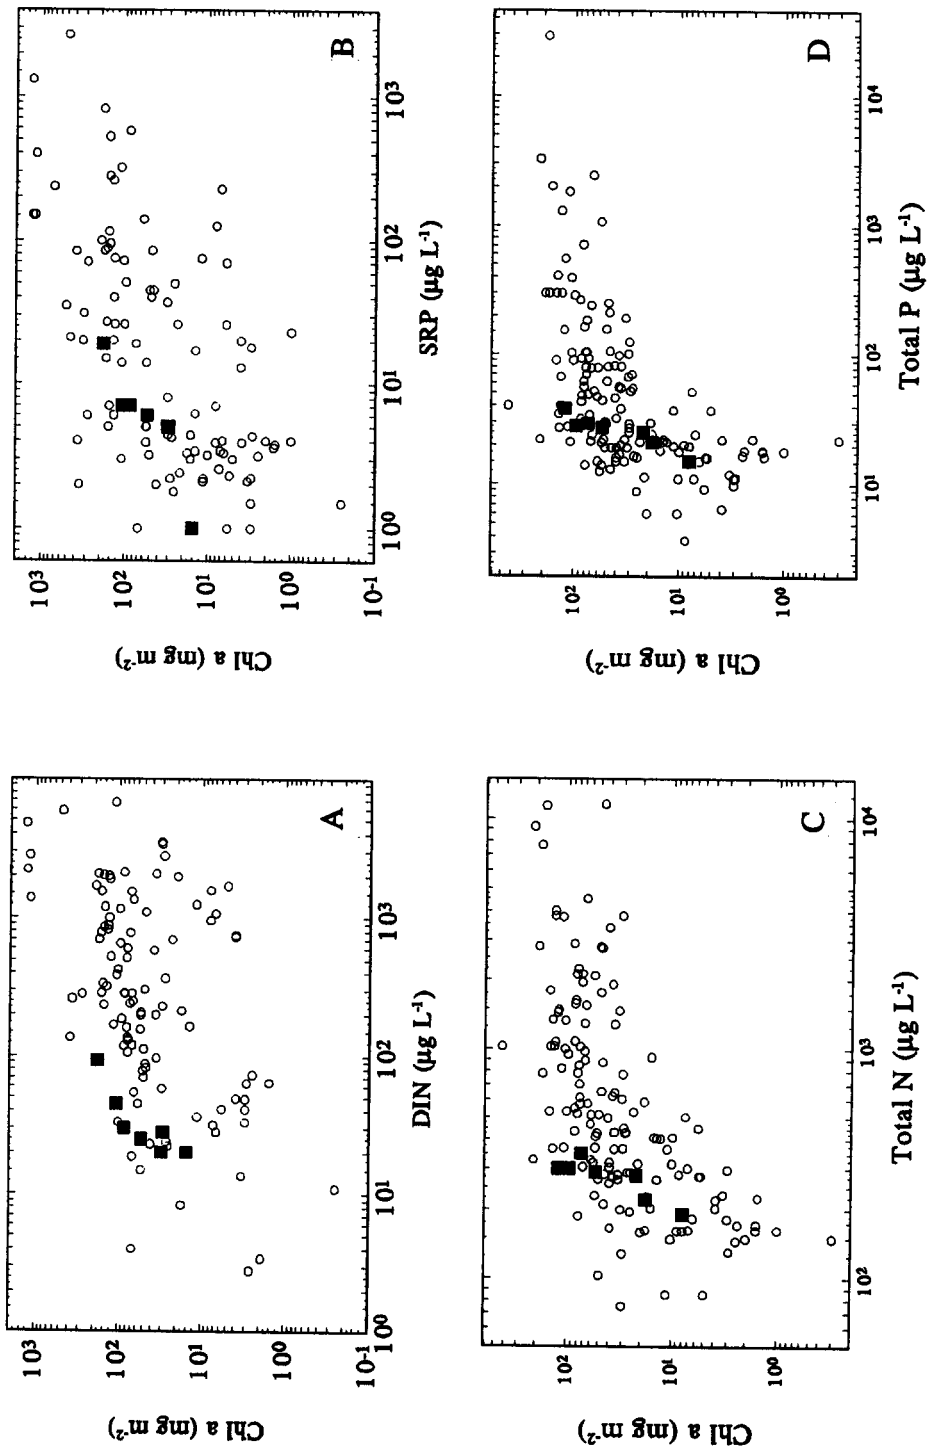 A
10³
10²
10¹
10⁰
10⁻¹
Chl a (mg m⁻²)
10⁰
10¹
10²
10³
DIN (µg L⁻¹)
B
10³
10²
10¹
10⁰
10⁻¹
Chl a (mg m⁻²)
10⁰
10¹
10²
10³
SRP (µg L⁻¹)
C
10²
10¹
10⁰
Chl a (mg m⁻²)
10²
10³
10⁴
Total N (µg L⁻¹)
D
10²
10¹
10⁰
Chl a (mg m⁻²)
10¹
10²
10³
10⁴
Total P (µg L⁻¹)